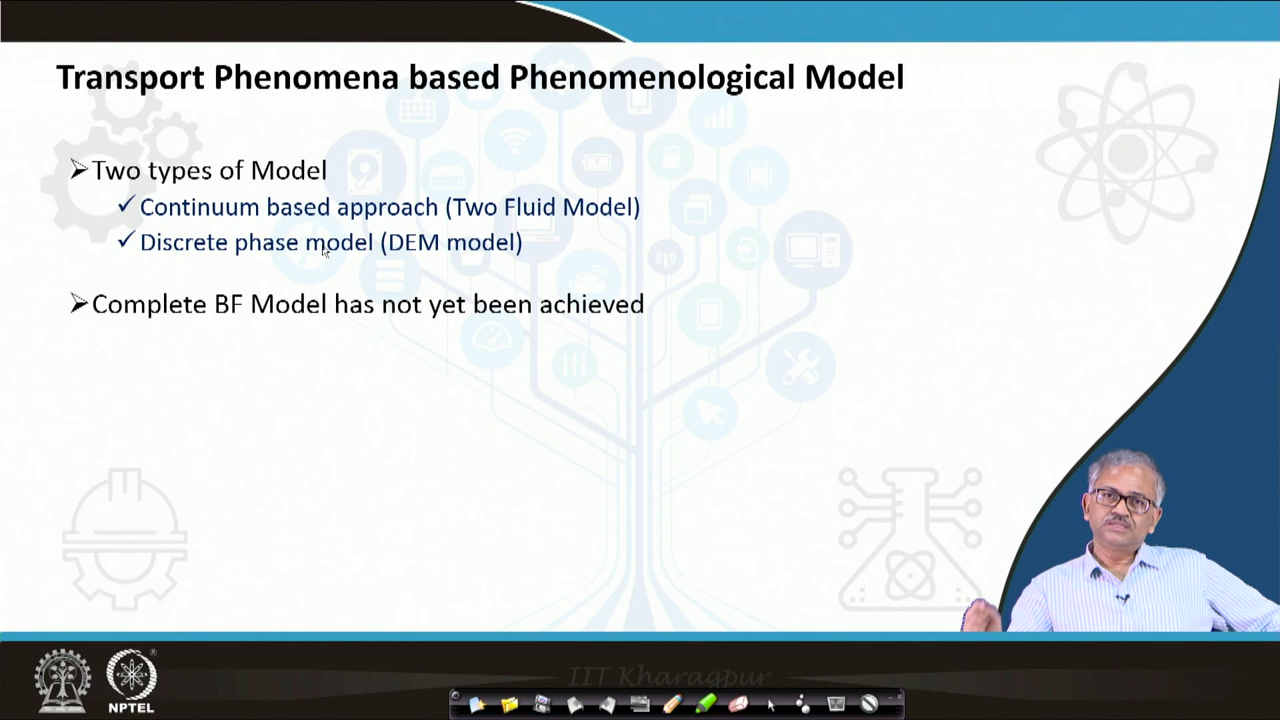 Transport Phenomena based Phenomenological Model
Two types of Model
Continuum based approach (Two Fluid Model)
Discrete phase model (DEM model)
Complete BF Model has not yet been achieved
IIT Kharagpur
NPTEL